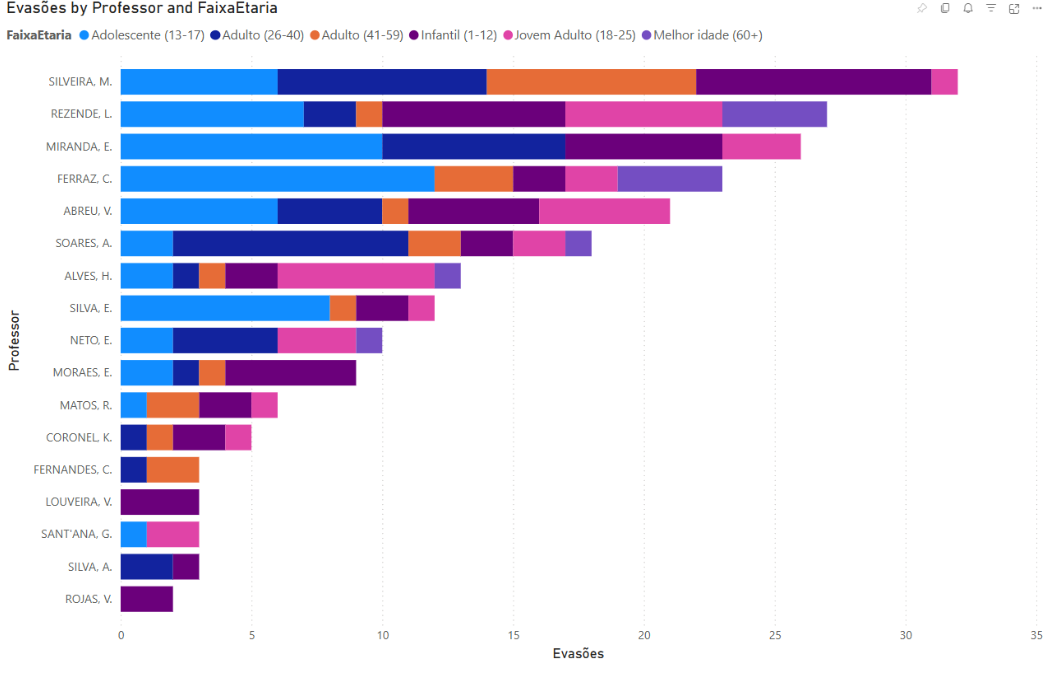 Evasões by Professor and FaixaEtaria
FaixaEtaria Adolescente (13-17) Adulto (26-40) Adulto (41-59) Infantil (1-12) Jovem Adulto (18-25) Melhor idade (60+)
SILVEIRA, M.
REZENDE, L.
MIRANDA, E.
FERRAZ, C.
ABREU, V.
SOARES, A.
ALVES, H.
SILVA, E.
NETO, E.
MORAES, E.
MATOS, R.
CORONEL, K.
FERNANDES, C.
LOUVEIRA, V.
SANT'ANA, G.
SILVA, A.
ROJAS, V.
Professor
0 5 10 15 20 25 30 35
Evasões